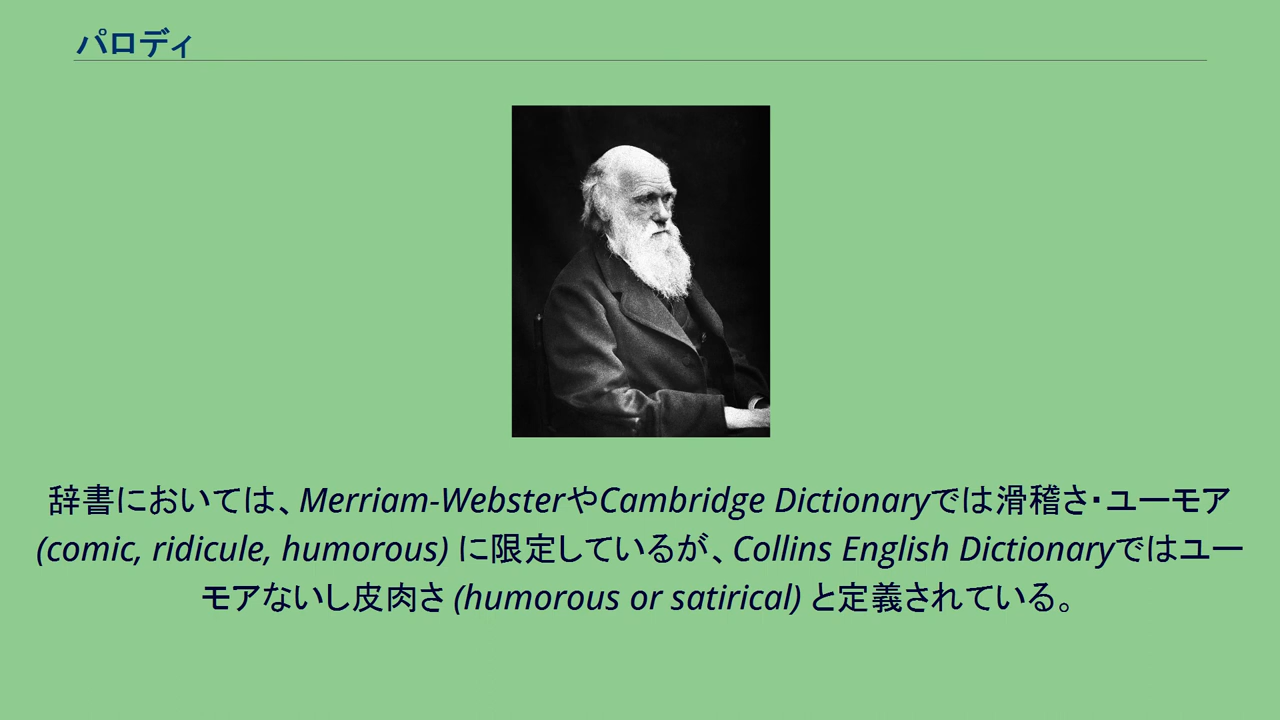 パロディ
辞書においては、Merriam-WebsterやCambridge Dictionaryでは滑稽さ・ユーモア
(comic, ridicule, humorous) に限定しているが、Collins English Dictionaryではユー
モアないし皮肉さ (humorous or satirical) と定義されている。